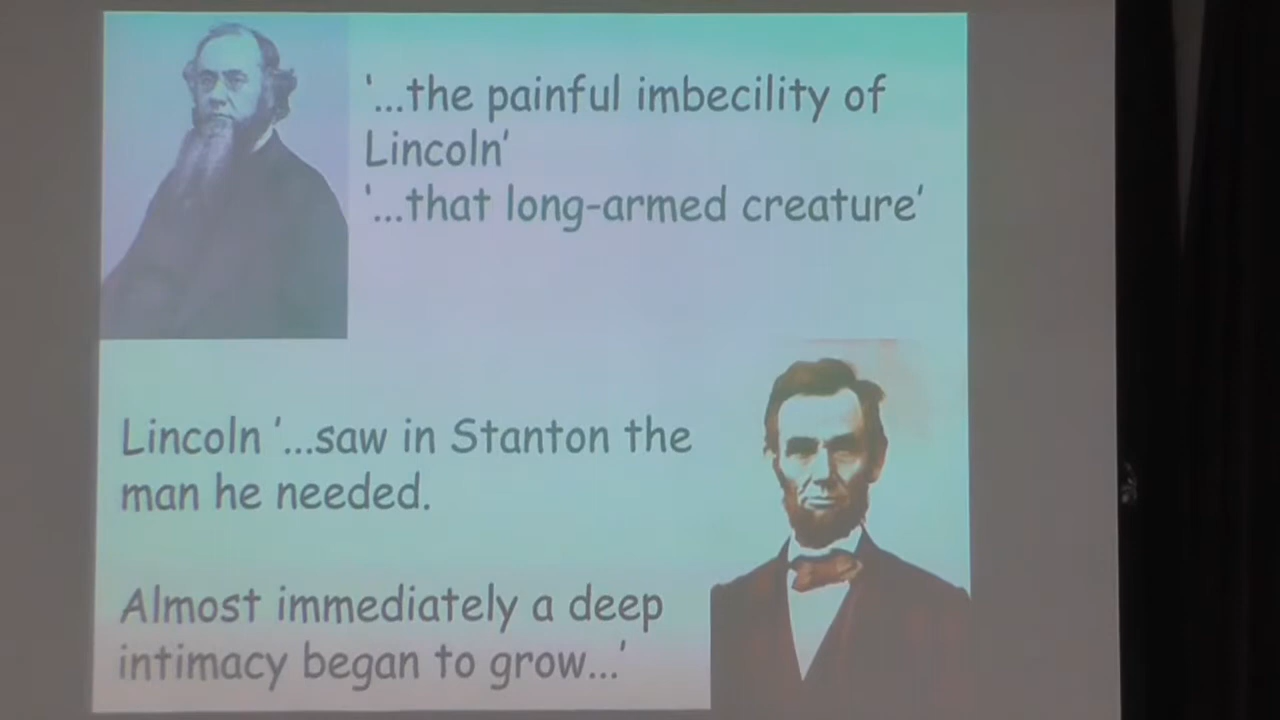 ‘...the painful imbecility of
Lincoln’
‘...that long-armed creature’
Lincoln ’...saw in Stanton the
man he needed.
Almost immediately a deep
intimacy began to grow...’